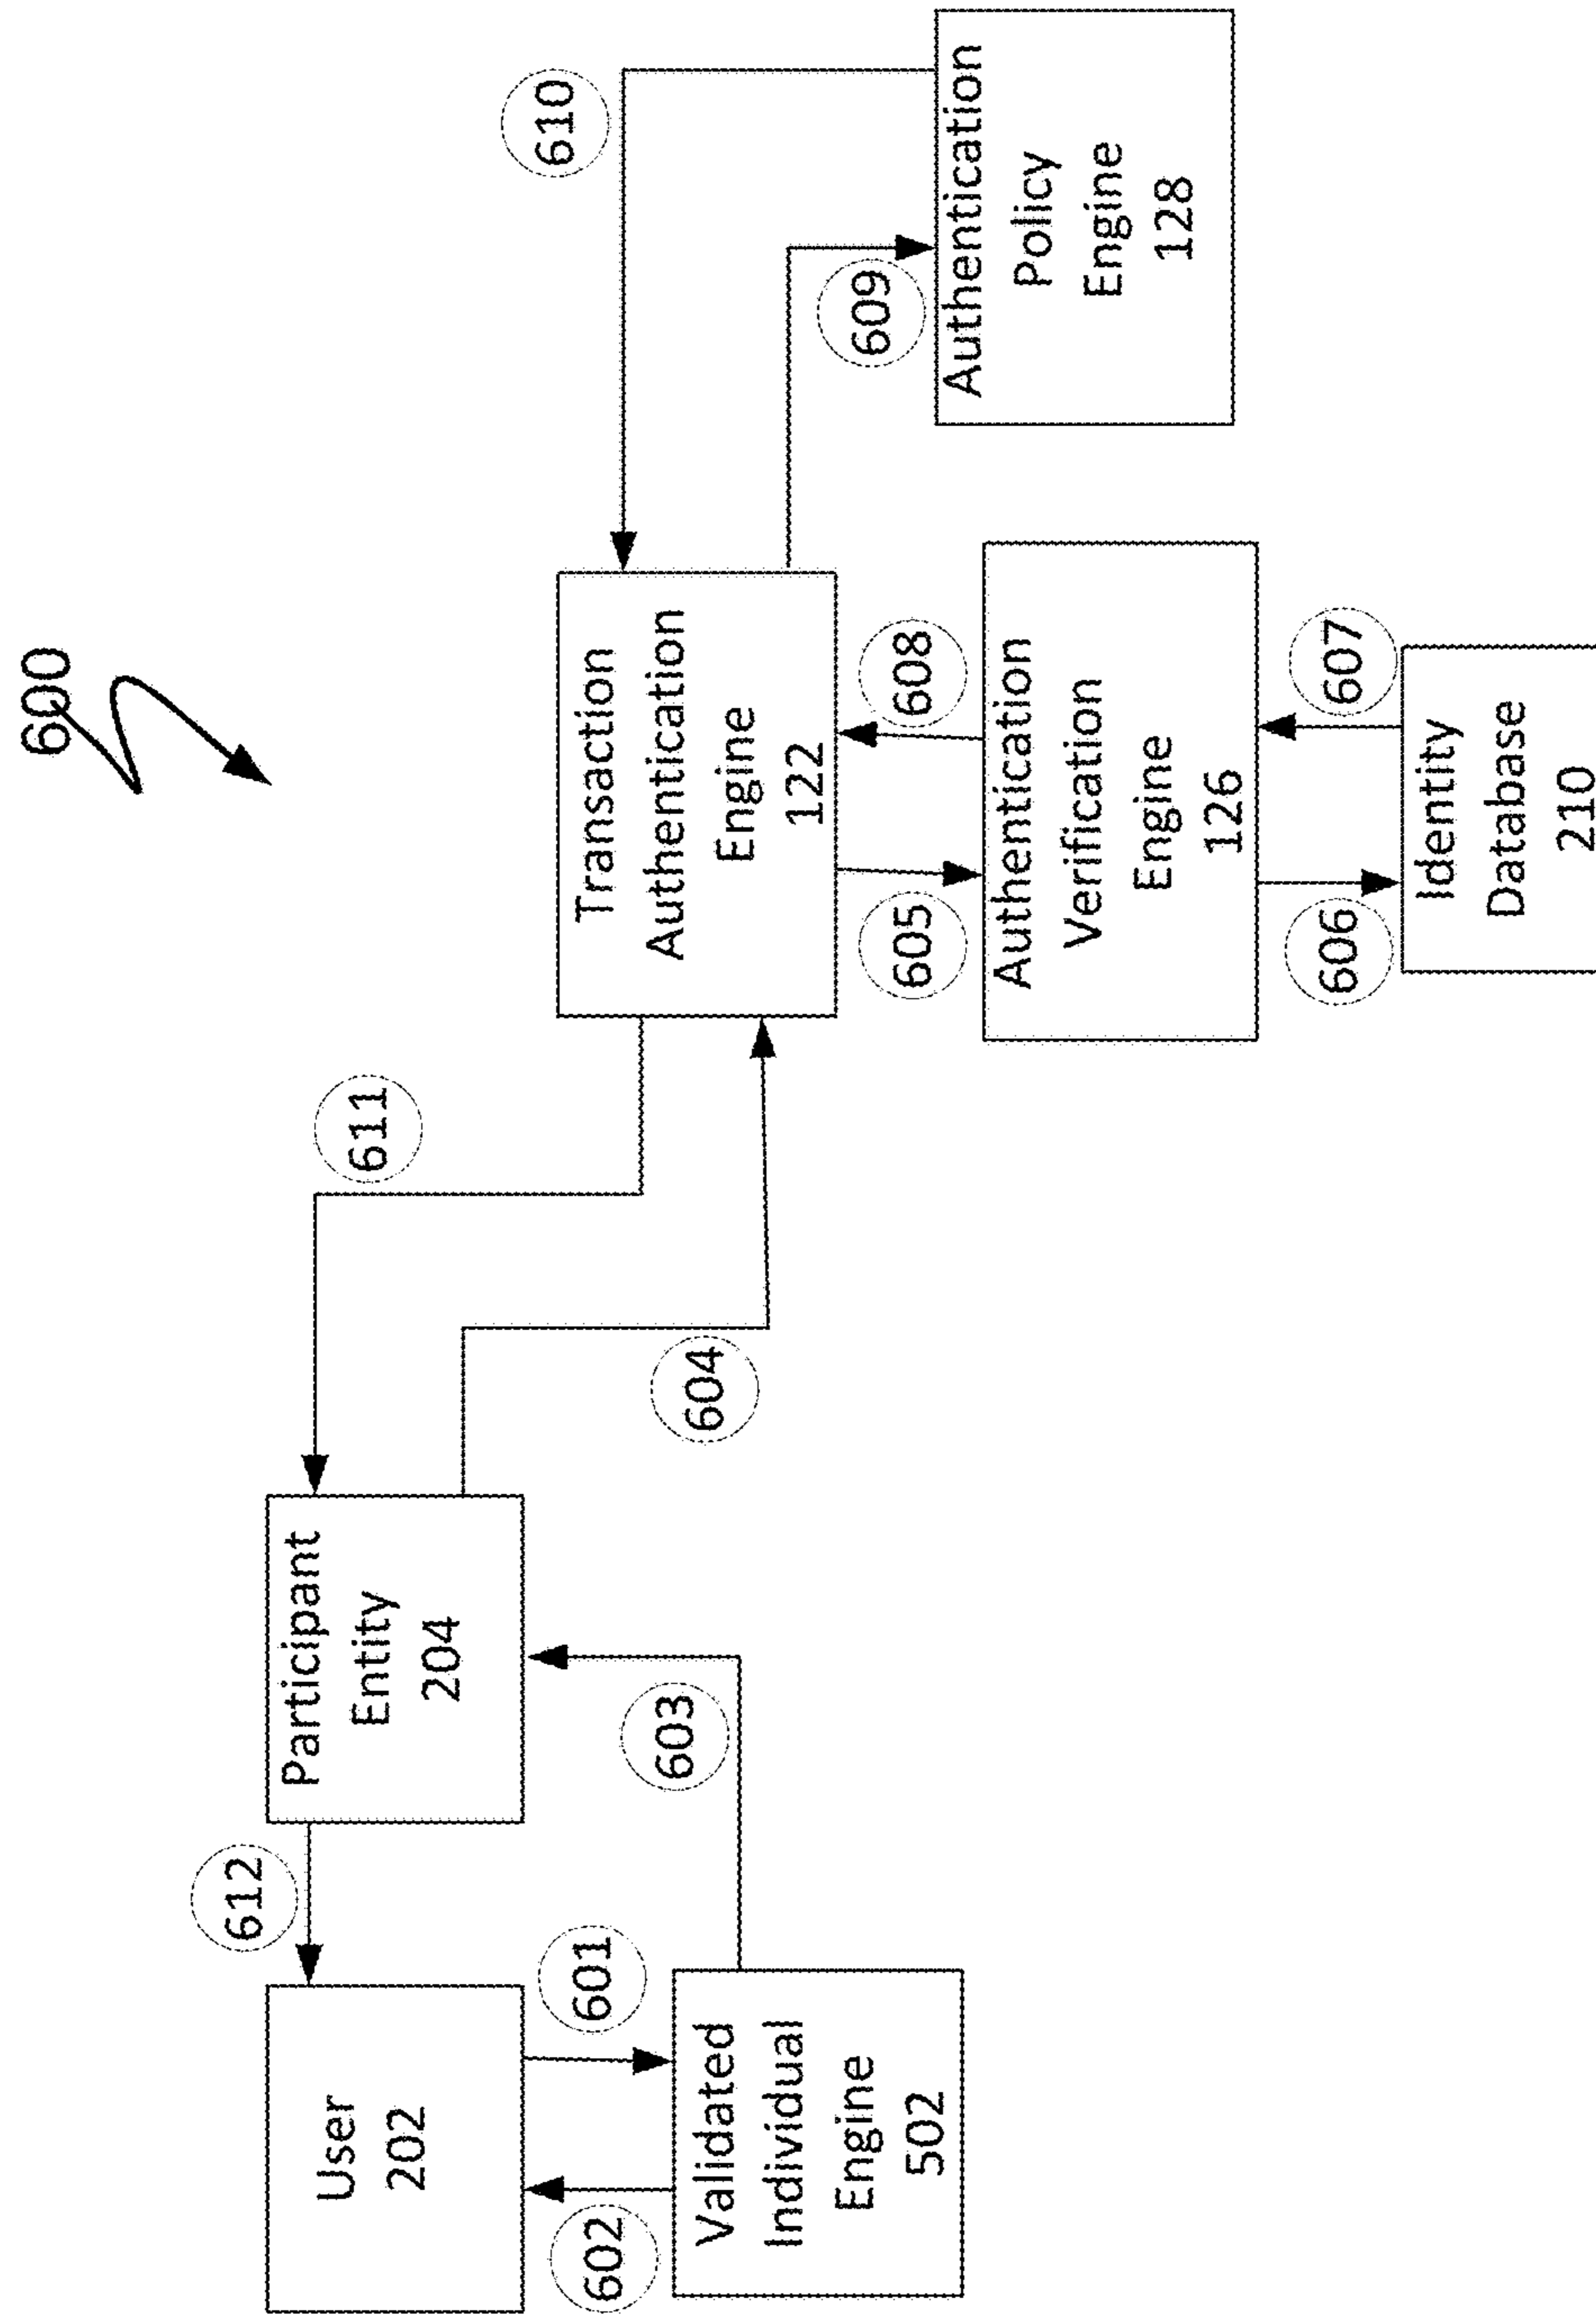 600
User
202
612
601
602
Validated
Individual
Engine
502
603
Participant
Entity
204
611
604
Transaction
Authentication
Engine
122
605
608
Authentication
Verification
Engine
126
606
607
Identity
Database
210
610
609
Authentication
Policy
Engine
128